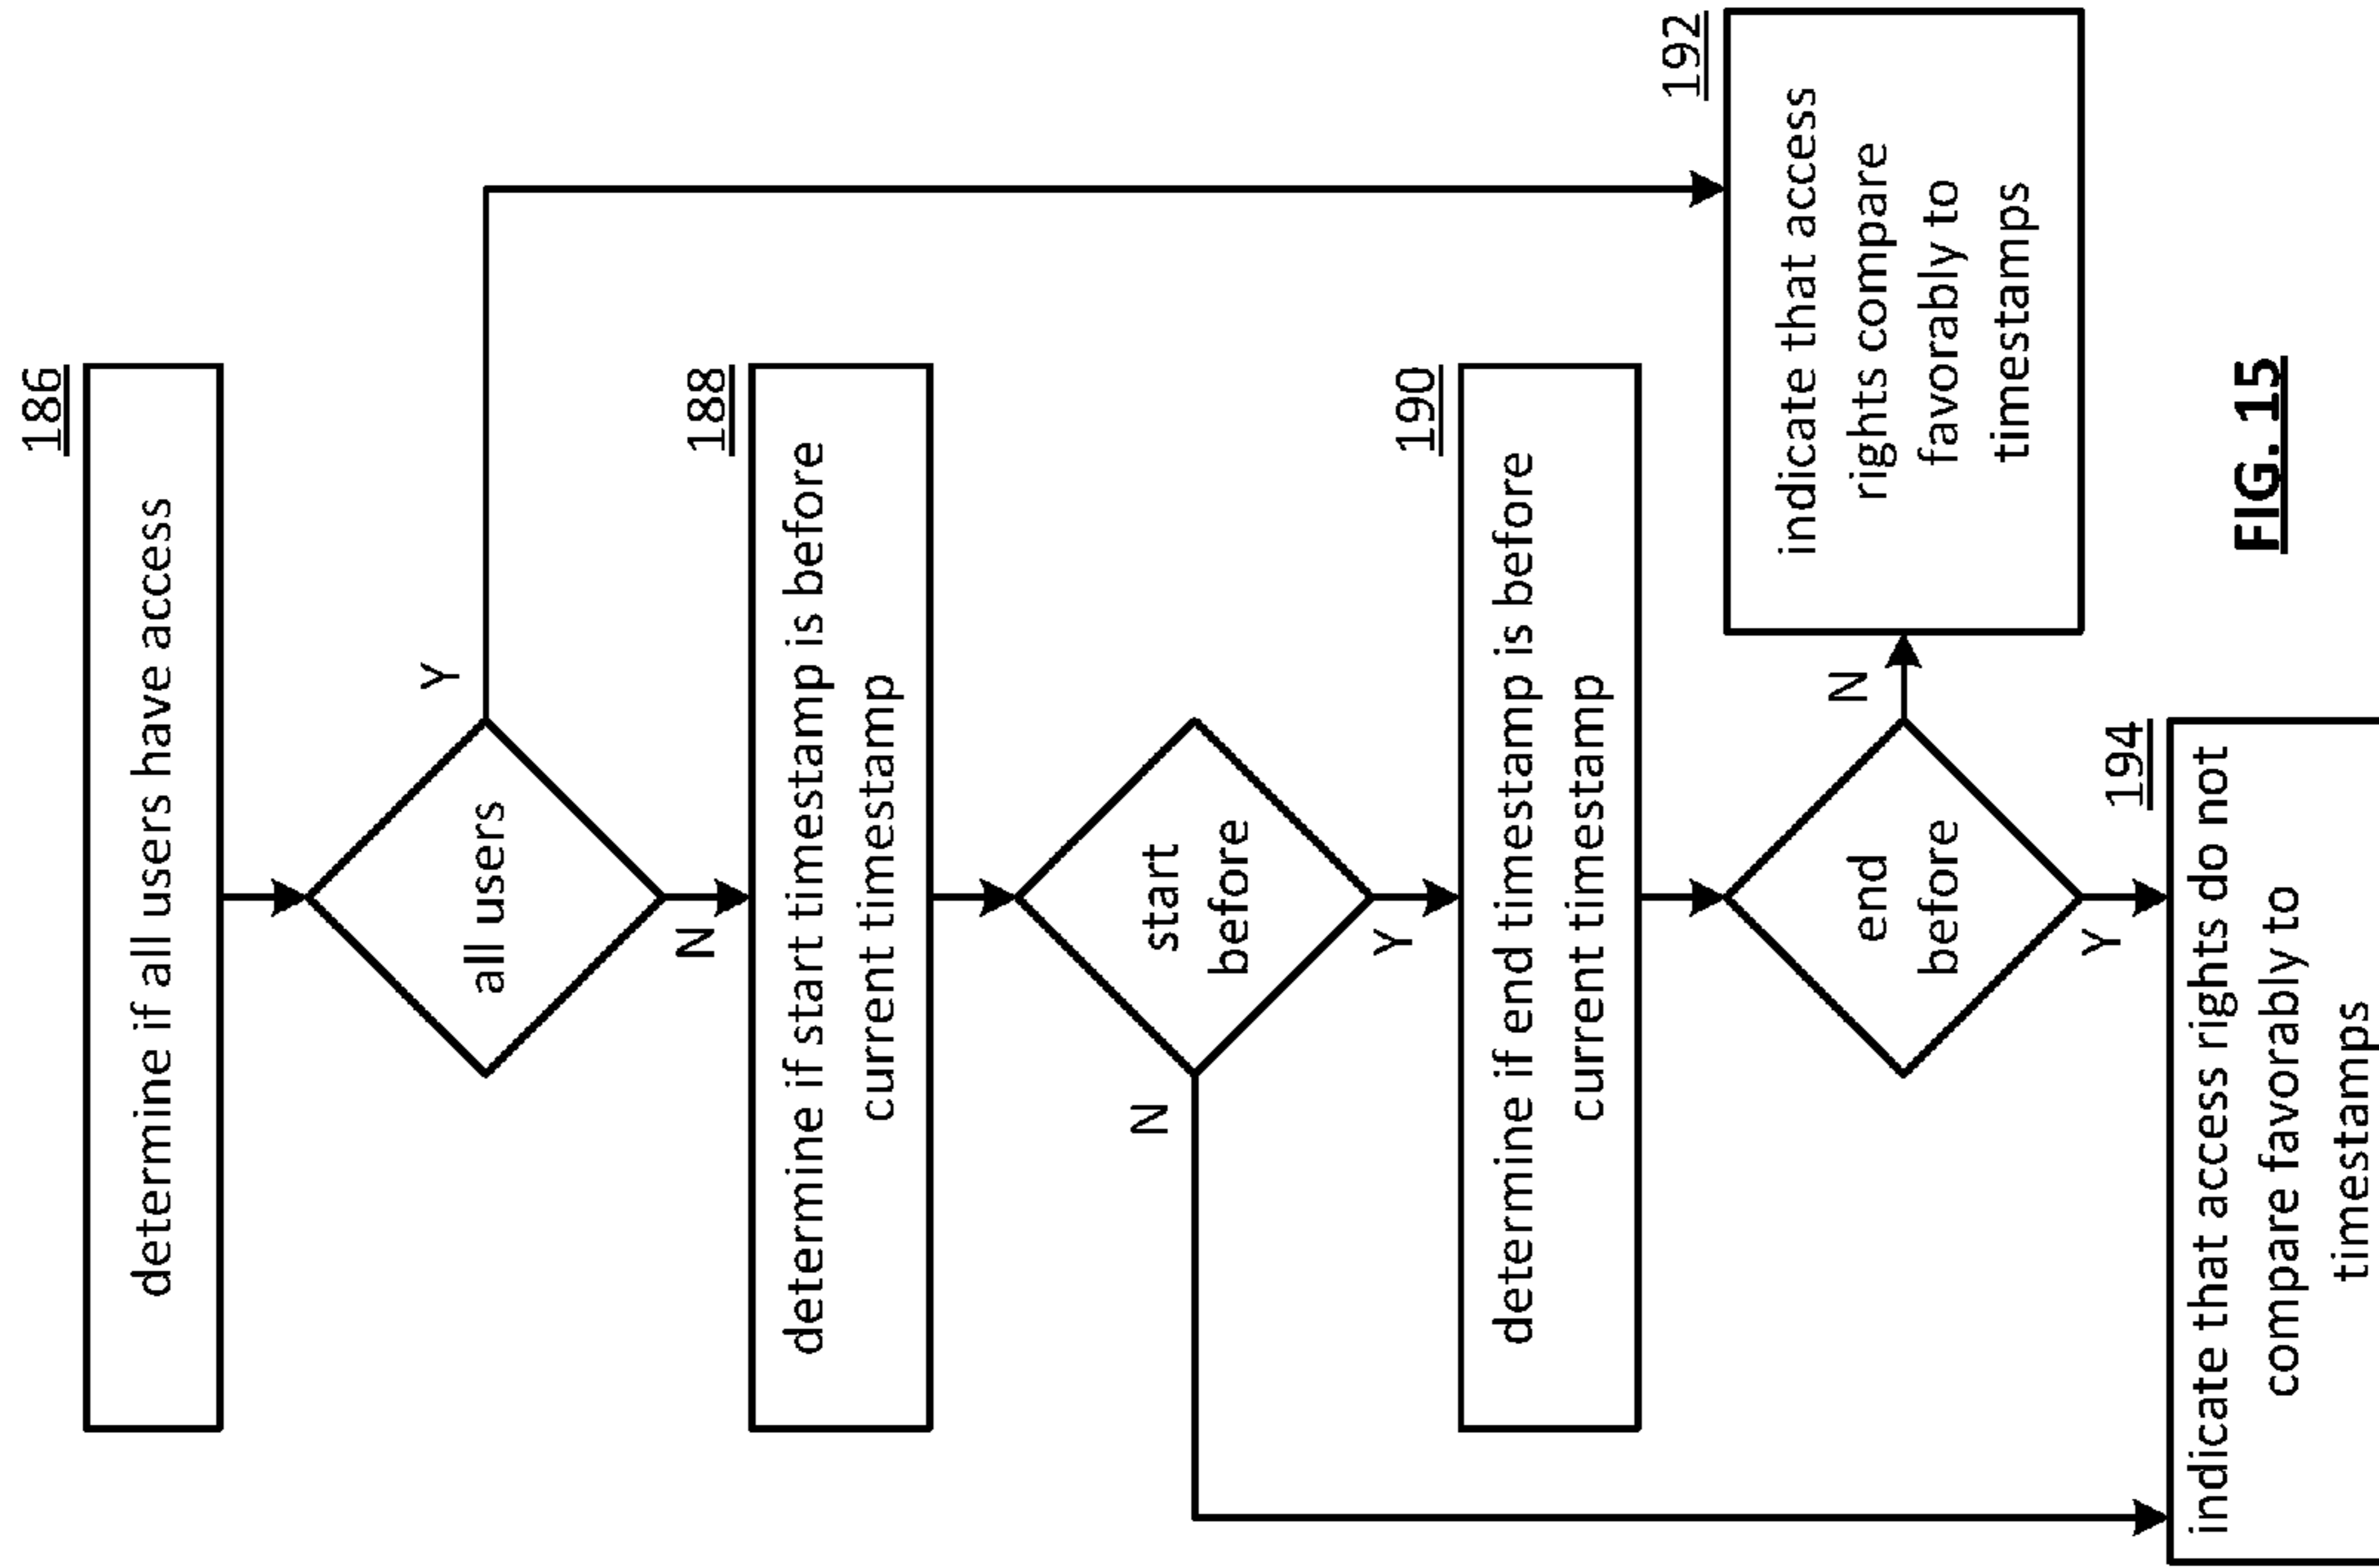 186
determine if all users have access
all users
Y
N
188
determine if start timestamp is before
current timestamp
start
before
N
Y
190
determine if end timestamp is before
current timestamp
end
before
N
Y
192
indicate that access
rights compare
favorably to
timestamps
194
indicate that access rights do not
compare favorably to
timestamps
FIG. 15